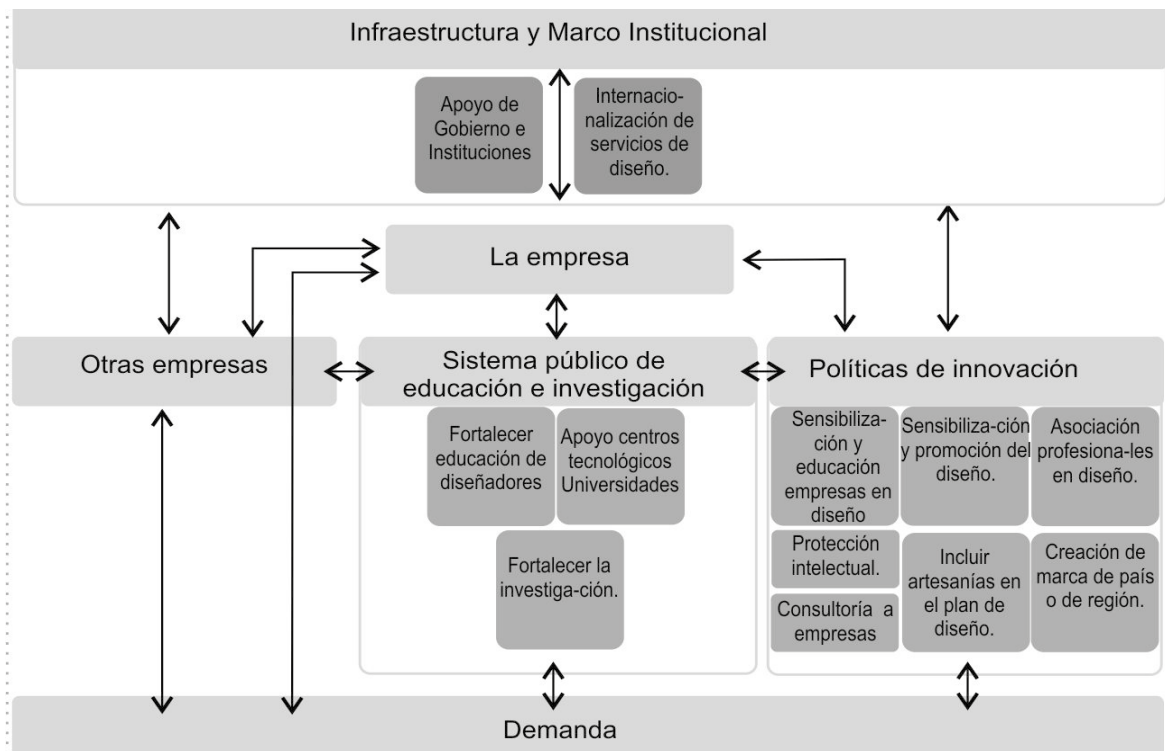 Infraestructura y Marco Institucional
Apoyo de
Gobierno e
Instituciones
Internacio-
nalización de
servicios de
diseño.
La empresa
Otras empresas
Sistema público de
educación e investigación
Políticas de innovación
Fortalecer
educación de
diseñadores
Apoyo centros
tecnológicos
Universidades
Fortalecer la
investiga-ción.
Sensibiliza-
ción y
educación
empresas en
diseño
Sensibiliza-ción
y promoción del
diseño.
Asociación
profesiona-les
en diseño.
Protección
intelectual.
Consultoría a
empresas
Incluir
artesanías en
el plan de
diseño.
Creación de
marca de país
o de región.
Demanda